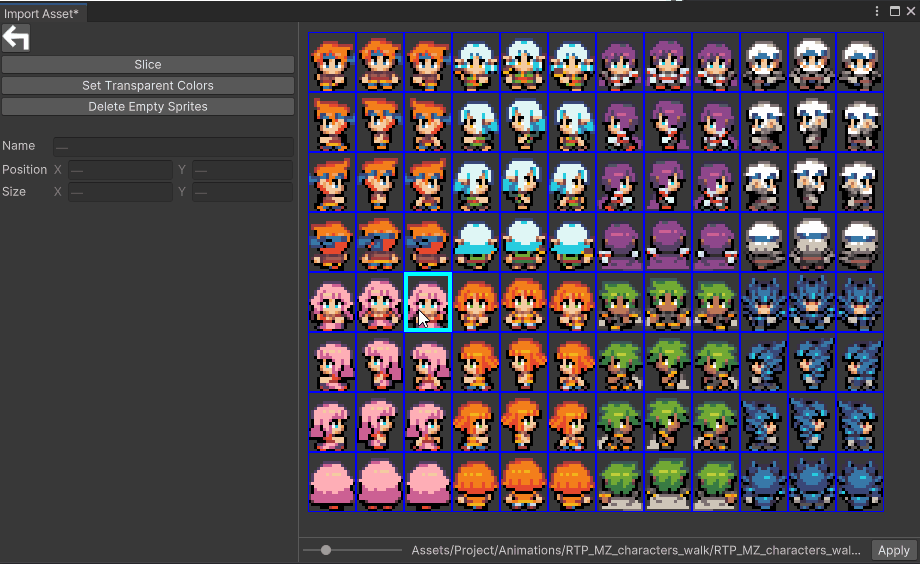 Import Asset*
Slice
Set Transparent Colors
Delete Empty Sprites
Name —
Position X — Y —
Size X — Y —
Assets/Project/Animations/RTP_MZ_characters_walk/RTP_MZ_characters_wal... Apply